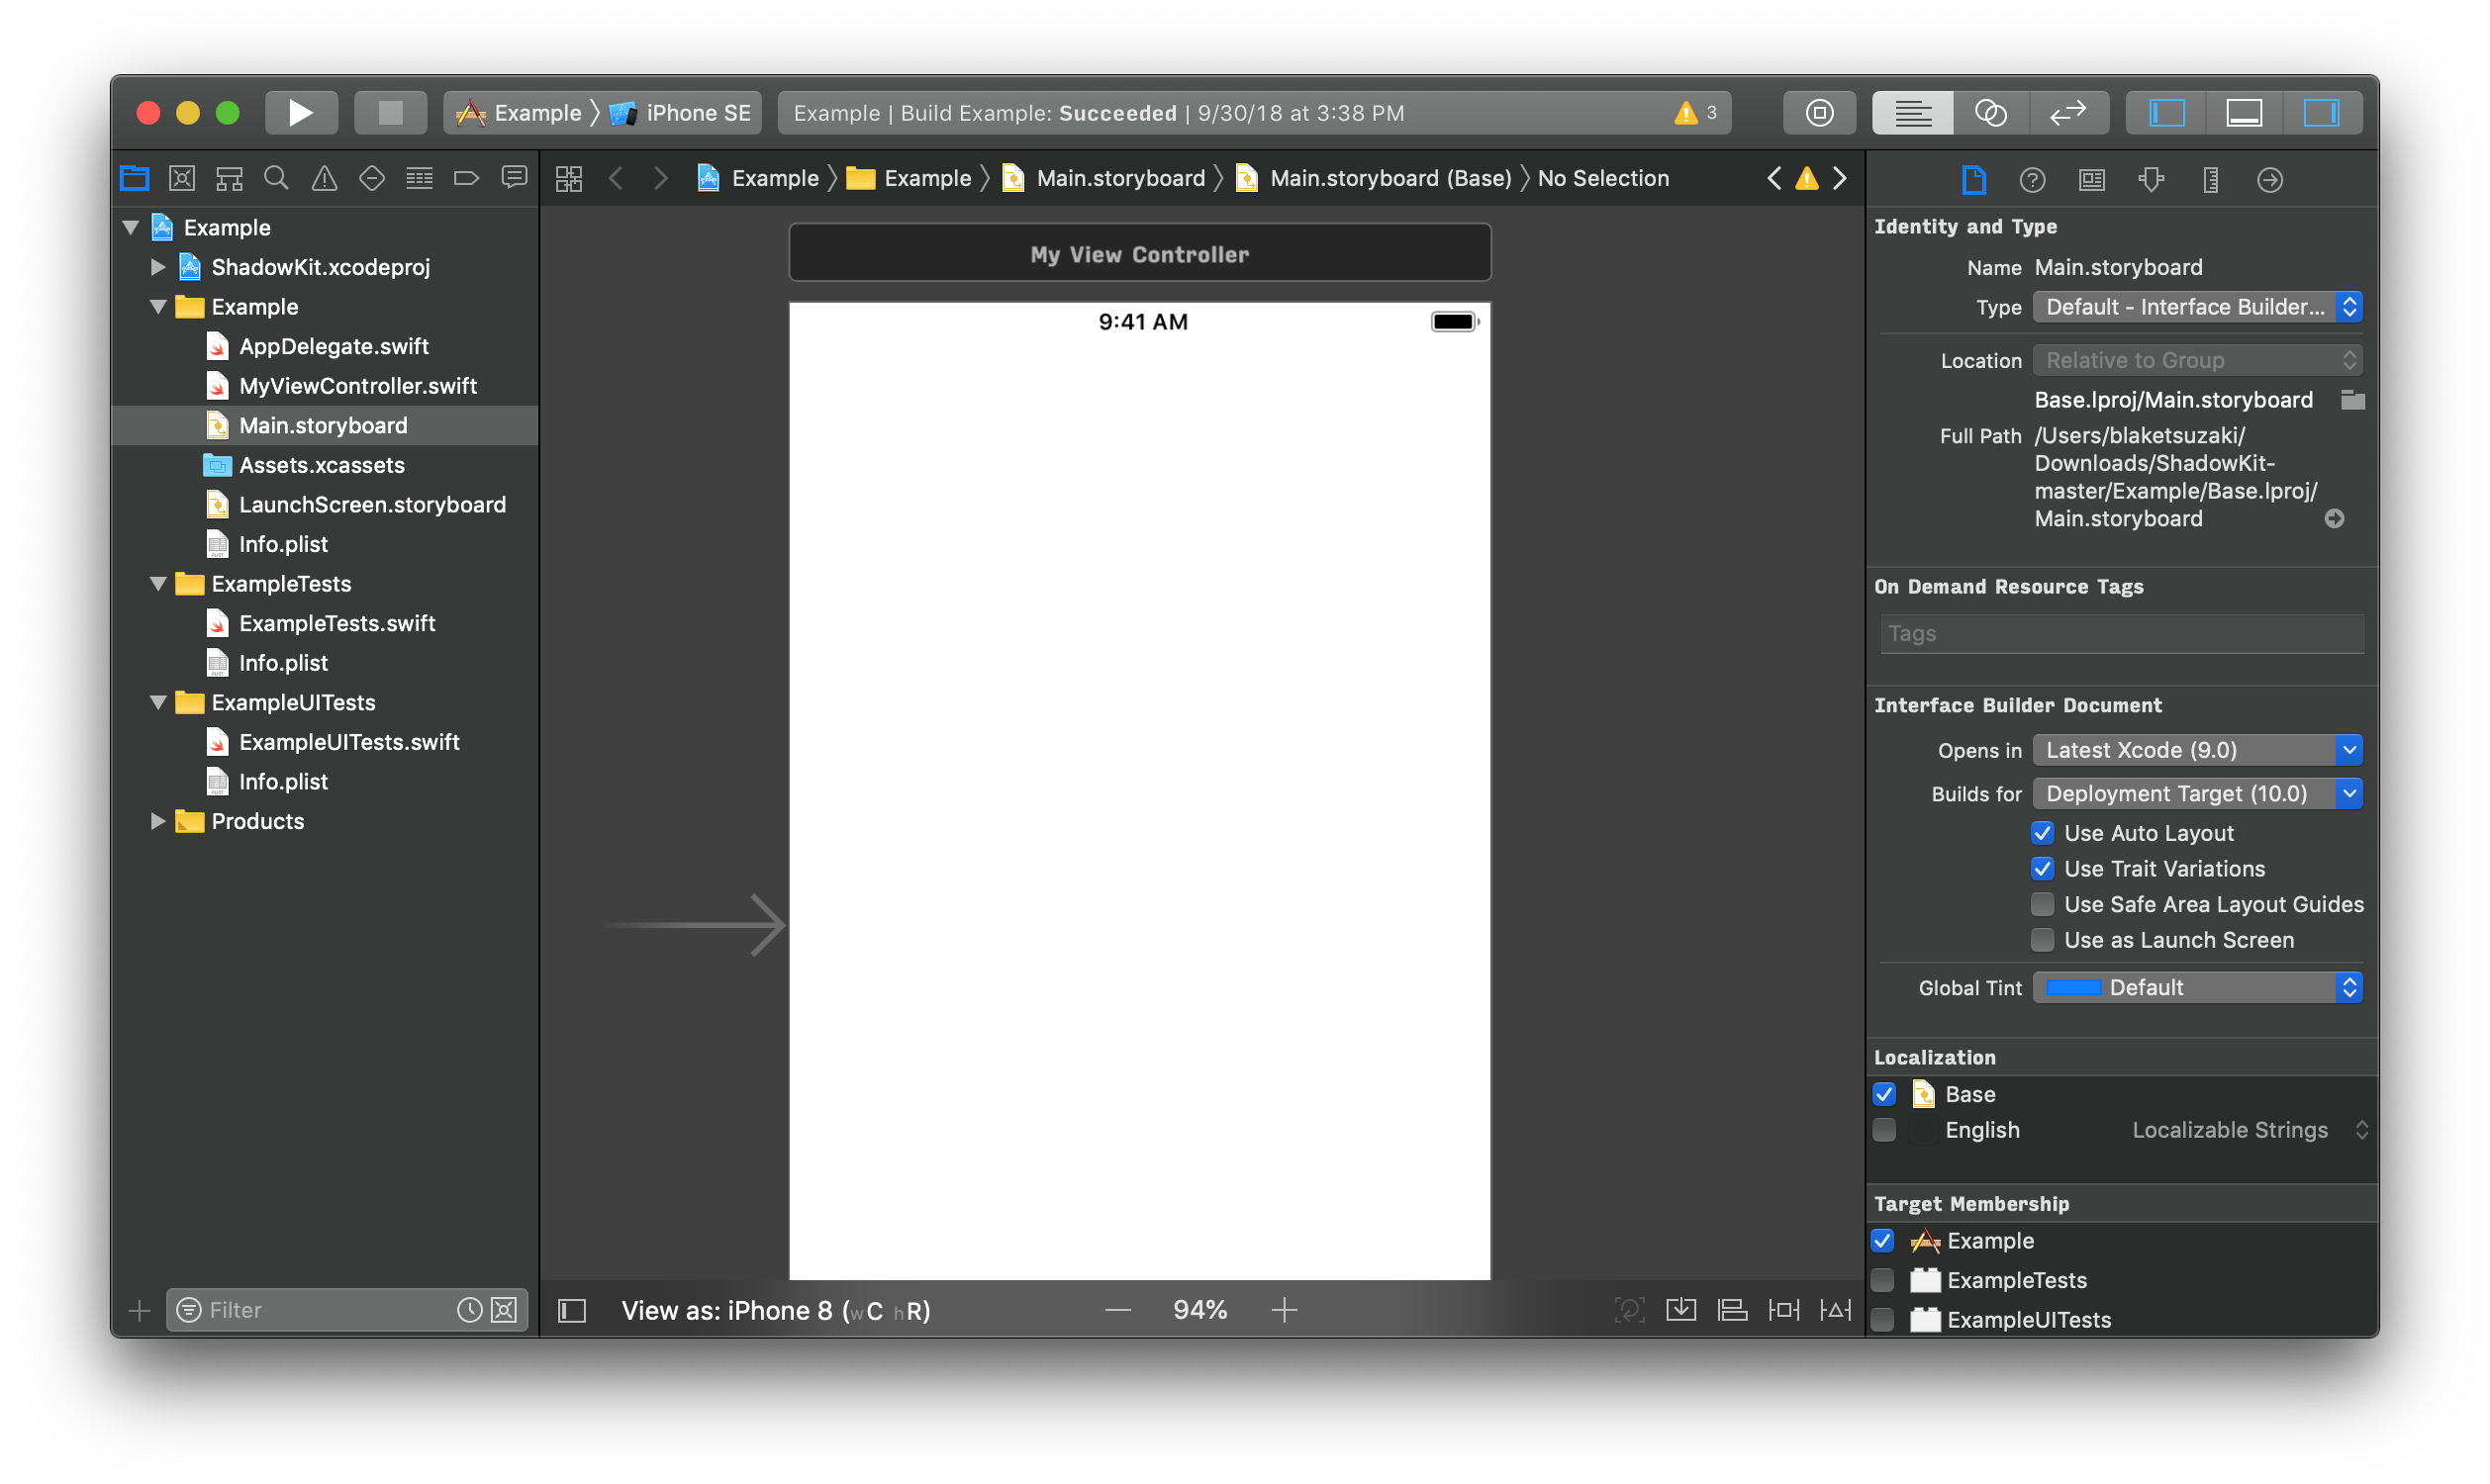 Example 〉 iPhone SE
Example | Build Example: Succeeded | 9/30/18 at 3:38 PM
3
Example 〉 Example 〉 Main.storyboard 〉 Main.storyboard (Base) 〉 No Selection
Example
ShadowKit.xcodeproj
Example
AppDelegate.swift
MyViewController.swift
Main.storyboard
Assets.xcassets
LaunchScreen.storyboard
Info.plist
ExampleTests
ExampleTests.swift
Info.plist
ExampleUITests
ExampleUITests.swift
Info.plist
Products
Filter
My View Controller
9:41 AM
View as: iPhone 8 (wC hR)
94%
Identity and Type
Name Main.storyboard
Type Default - Interface Builder...
Location Relative to Group
Base.lproj/Main.storyboard
Full Path /Users/blaketsuzaki/
Downloads/ShadowKit-
master/Example/Base.lproj/
Main.storyboard
On Demand Resource Tags
Tags
Interface Builder Document
Opens in Latest Xcode (9.0)
Builds for Deployment Target (10.0)
Use Auto Layout
Use Trait Variations
Use Safe Area Layout Guides
Use as Launch Screen
Global Tint Default
Localization
Base
English Localizable Strings
Target Membership
Example
ExampleTests
ExampleUITests